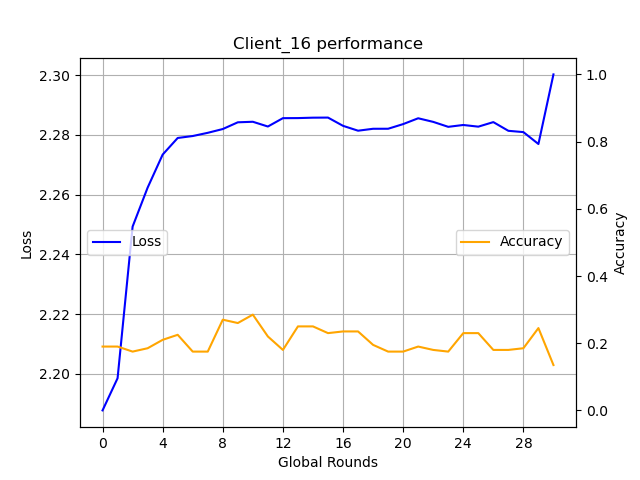 Client_16 performance
2.30
2.28
2.26
2.24
2.22
2.20
Loss
Loss
Accuracy
1.0
0.8
0.6
0.4
0.2
0.0
Accuracy
0 4 8 12 16 20 24 28
Global Rounds